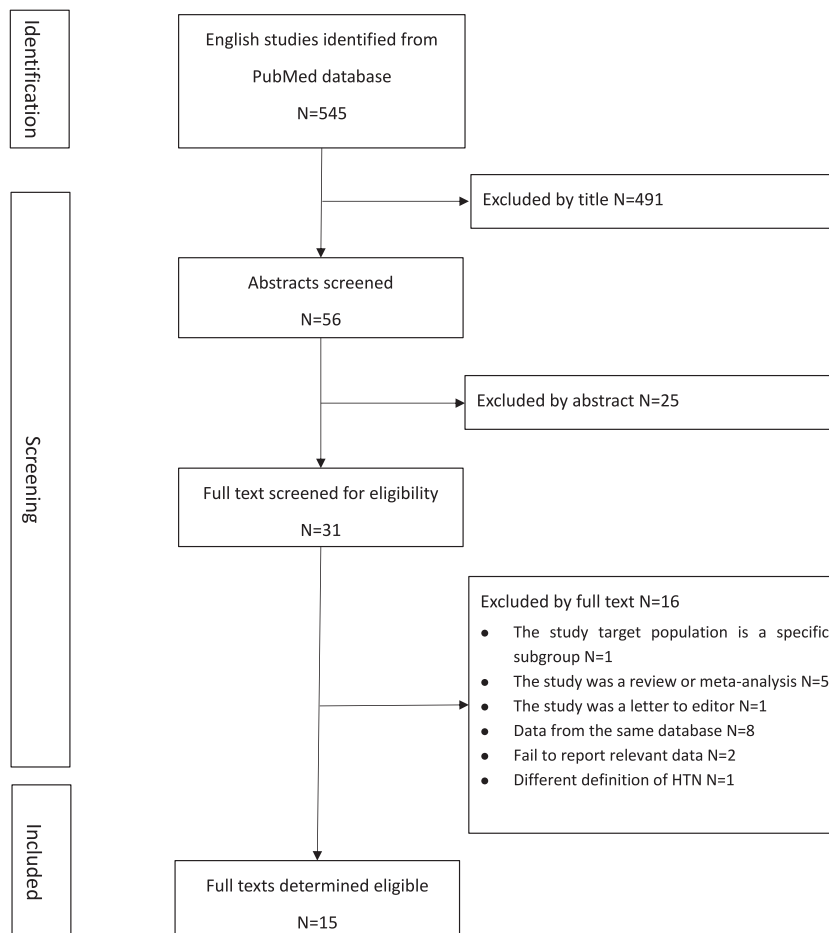 Identification
English studies identified from
PubMed database
N=545
Excluded by title N=491
Screening
Abstracts screened
N=56
Excluded by abstract N=25
Full text screened for eligibility
N=31
Excluded by full text N=16
● The study target population is a specific
subgroup N=1
● The study was a review or meta-analysis N=5
● The study was a letter to editor N=1
● Data from the same database N=8
● Fail to report relevant data N=2
● Different definition of HTN N=1
Included
Full texts determined eligible
N=15